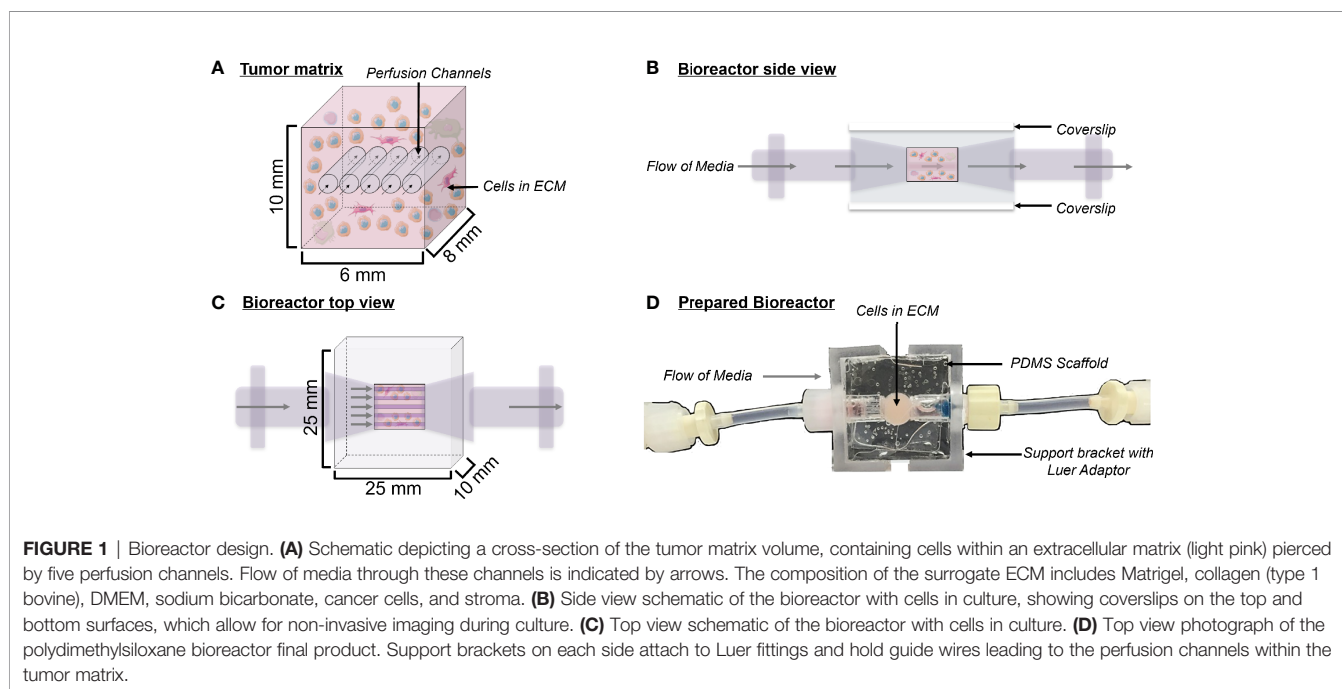 A Tumor matrix
Perfusion Channels
10 mm
Cells in ECM
8 mm
6 mm
B Bioreactor side view
Coverslip
Flow of Media
Coverslip
C Bioreactor top view
25 mm
25 mm
10 mm
D Prepared Bioreactor
Cells in ECM
PDMS Scaffold
Flow of Media
Support bracket with
Luer Adaptor
FIGURE 1 | Bioreactor design. (A) Schematic depicting a cross-section of the tumor matrix volume, containing cells within an extracellular matrix (light pink) pierced
by five perfusion channels. Flow of media through these channels is indicated by arrows. The composition of the surrogate ECM includes Matrigel, collagen (type 1
bovine), DMEM, sodium bicarbonate, cancer cells, and stroma. (B) Side view schematic of the bioreactor with cells in culture, showing coverslips on the top and
bottom surfaces, which allow for non-invasive imaging during culture. (C) Top view schematic of the bioreactor with cells in culture. (D) Top view photograph of the
polydimethylsiloxane bioreactor final product. Support brackets on each side attach to Luer fittings and hold guide wires leading to the perfusion channels within the
tumor matrix.